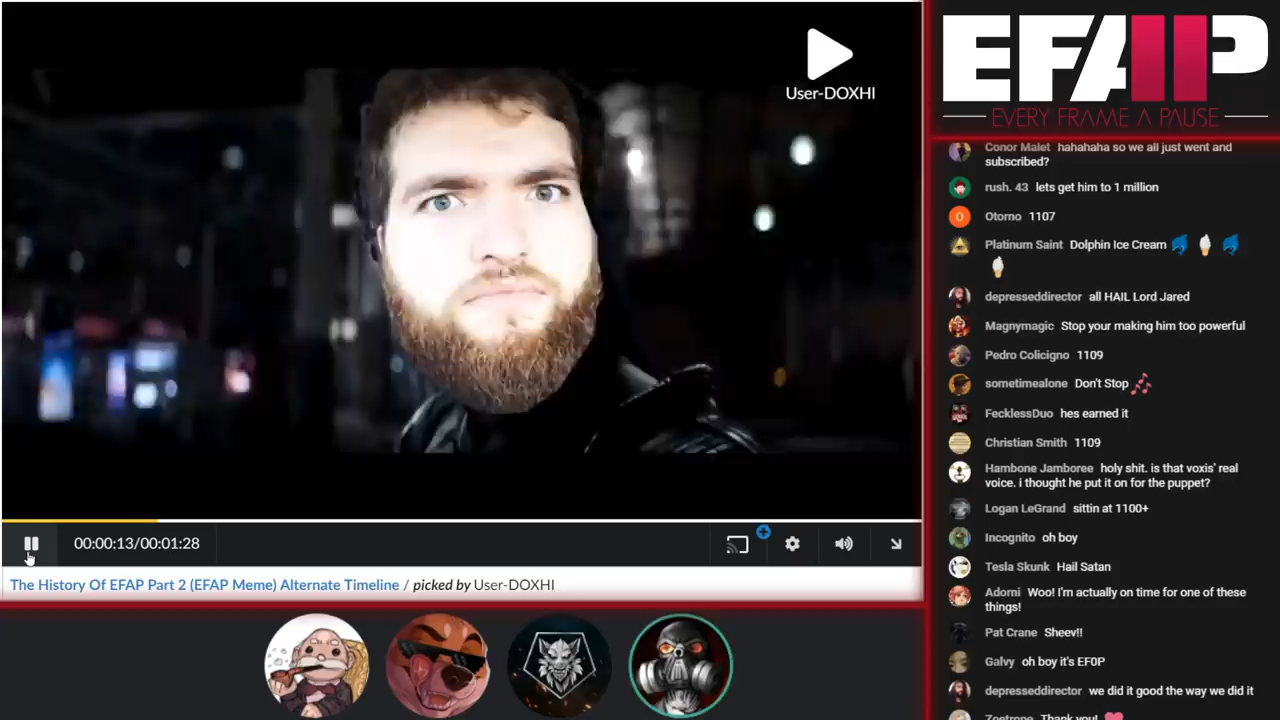 User-DOXHI
00:00:13/00:01:28
The History Of EFAP Part 2 (EFAP Meme) Alternate Timeline / picked by User-DOXHI
EFAP
EVERY FRAME A PAUSE
Conor Malet hahahaha so we all just went and
subscribed?
rush. 43 lets get him to 1 million
O
Otomo 1107
Platinum Saint Dolphin Ice Cream
depresseddirector all HAIL Lord Jared
Magnymagic Stop your making him too powerful
Pedro Colicigno 1109
sometimealone Don't Stop
FecklessDuo hes earned it
Christian Smith 1109
Hambone Jamboree holy shit. is that voxis' real
voice. i thought he put it on for the puppet?
Logan LeGrand sittin at 1100+
Incognito oh boy
Tesla Skunk Hail Satan
Adorni Woo! I'm actually on time for one of these
things!
Pat Crane Sheev!!
Galvy oh boy it's EF0P
depresseddirector we did it good the way we did it
Zoetrope Thank you!